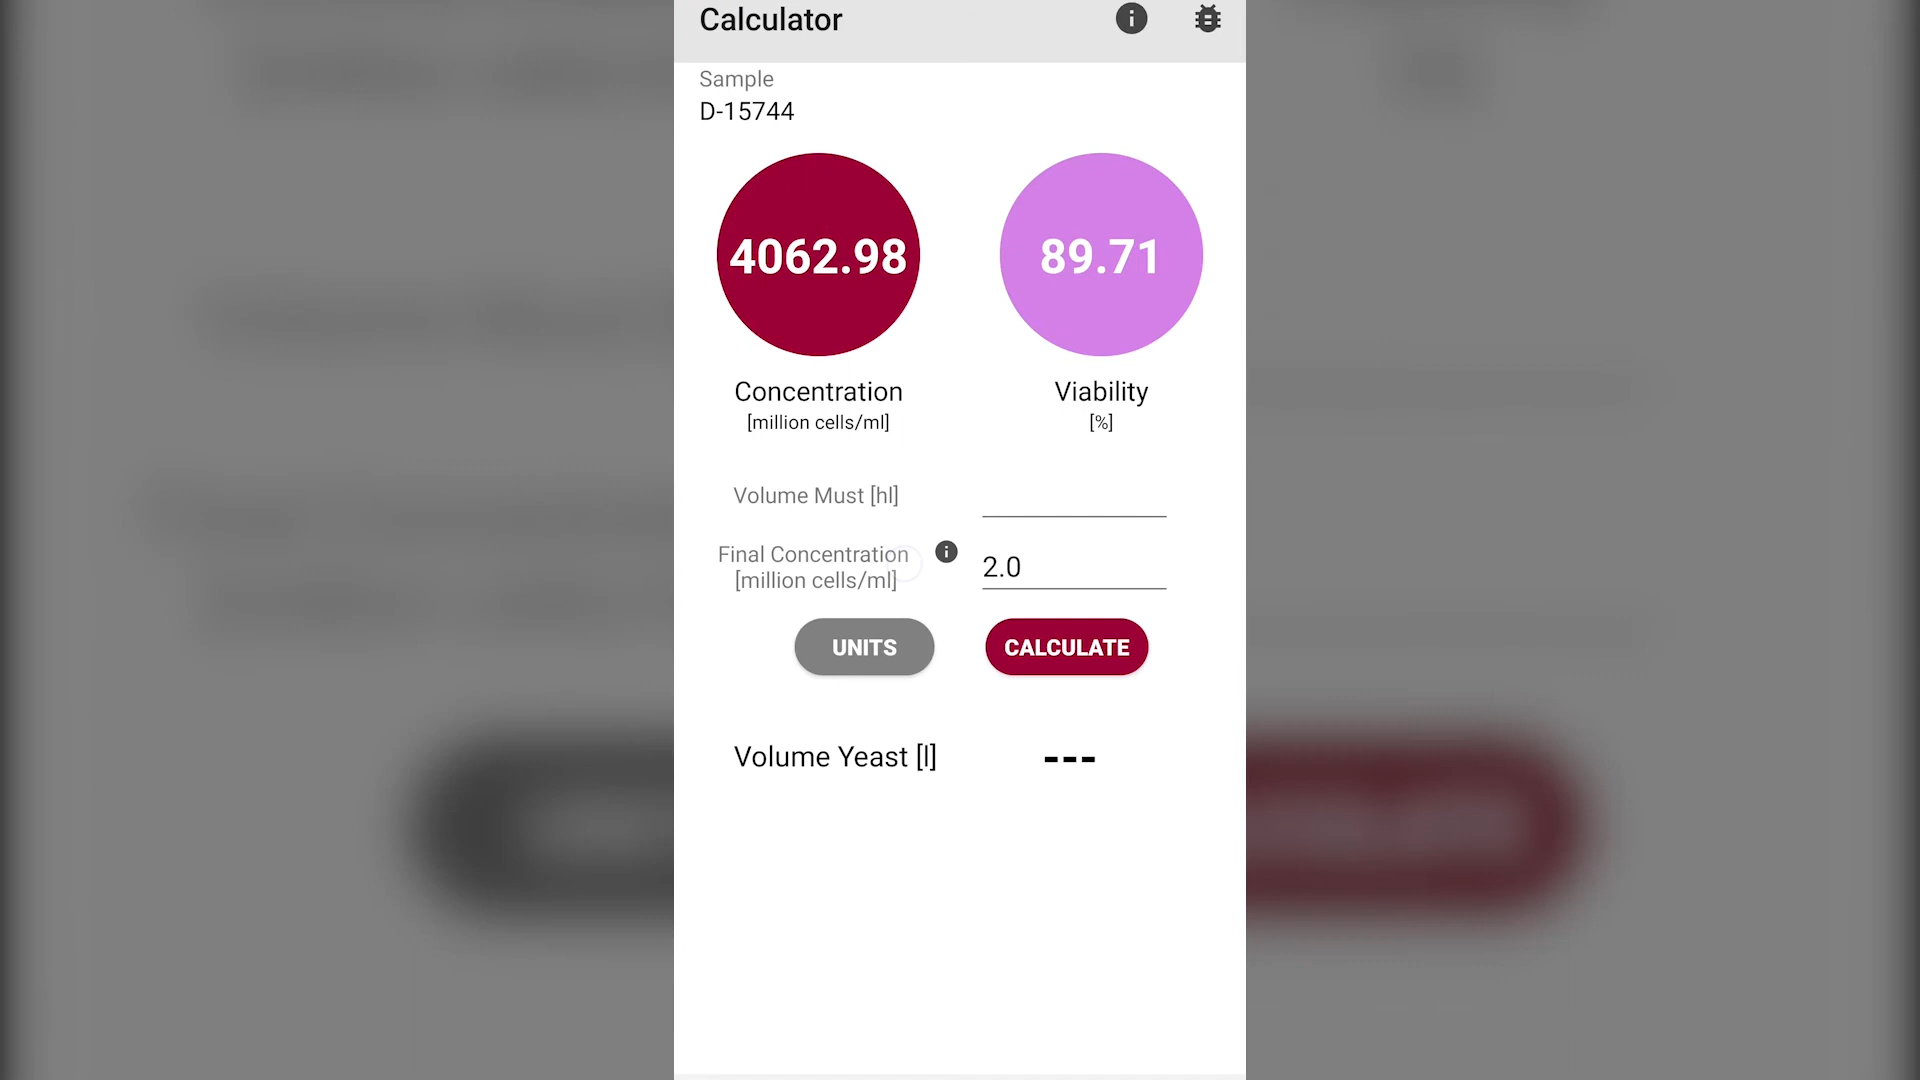 Calculator
Sample
D-15744
4062.98
89.71
Concentration
[million cells/ml]
Viability
[%]
Volume Must [hl]
Final Concentration
[million cells/ml]
2.0
UNITS
CALCULATE
Volume Yeast [l]
---